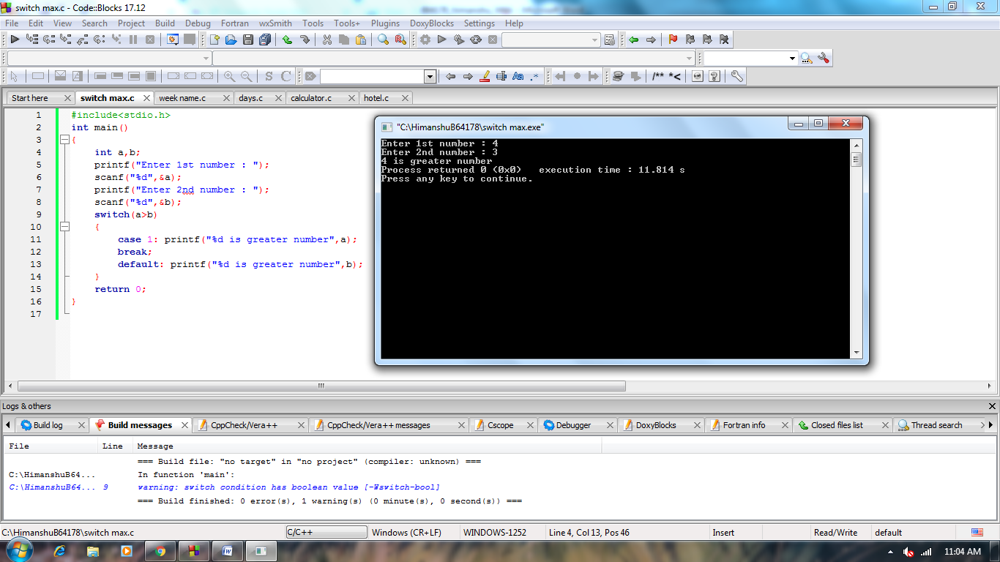 switch max.c - Code::Blocks 17.12
File Edit View Search Project Build Debug Fortran wxSmith Tools Tools+ Plugins DoxyBlocks Settings Help
Start here switch max.c week name.c days.c calculator.c hotel.c
1 #include<stdio.h>
2 int main()
3 {
4 int a,b;
5 printf("Enter 1st number : ");
6 scanf("%d",&a);
7 printf("Enter 2nd number : ");
8 scanf("%d",&b);
9 switch(a>b)
10 {
11 case 1: printf("%d is greater number",a);
12 break;
13 default: printf("%d is greater number",b);
14 }
15 return 0;
16 }
17
"C:\HimanshuB64178\switch max.exe"
Enter 1st number : 4
Enter 2nd number : 3
4 is greater number
Process returned 0 (0x0) execution time : 11.814 s
Press any key to continue.
Logs & others
Build log Build messages CppCheck/Vera++ CppCheck/Vera++ messages Cscope Debugger DoxyBlocks Fortran info Closed files list Thread search
File Line Message
=== Build file: "no target" in "no project" (compiler: unknown) ===
C:\HimanshuB64... In function 'main':
C:\HimanshuB64... 9 warning: switch condition has boolean value [-Wswitch-bool]
=== Build finished: 0 error(s), 1 warning(s) (0 minute(s), 0 second(s)) ===
C:\HimanshuB64178\switch max.c C/C++ Windows (CR+LF) WINDOWS-1252 Line 4, Col 13, Pos 46 Insert Read/Write default
11:04 AM